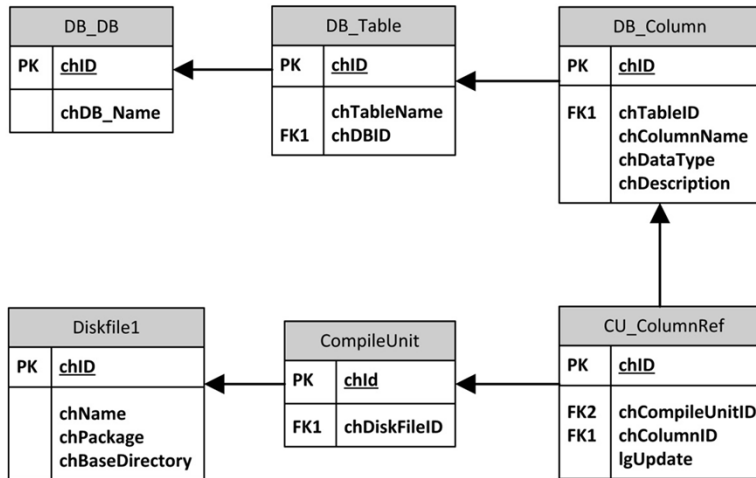 DB_DB
PK chID
chDB_Name
DB_Table
PK chID
chTableName
FK1 chDBID
DB_Column
PK chID
FK1 chTableID
chColumnName
chDataType
chDescription
Diskfile1
PK chID
chName
chPackage
chBaseDirectory
CompileUnit
PK chId
FK1 chDiskFileID
CU_ColumnRef
PK chID
FK2 chCompileUnitID
FK1 chColumnID
lgUpdate